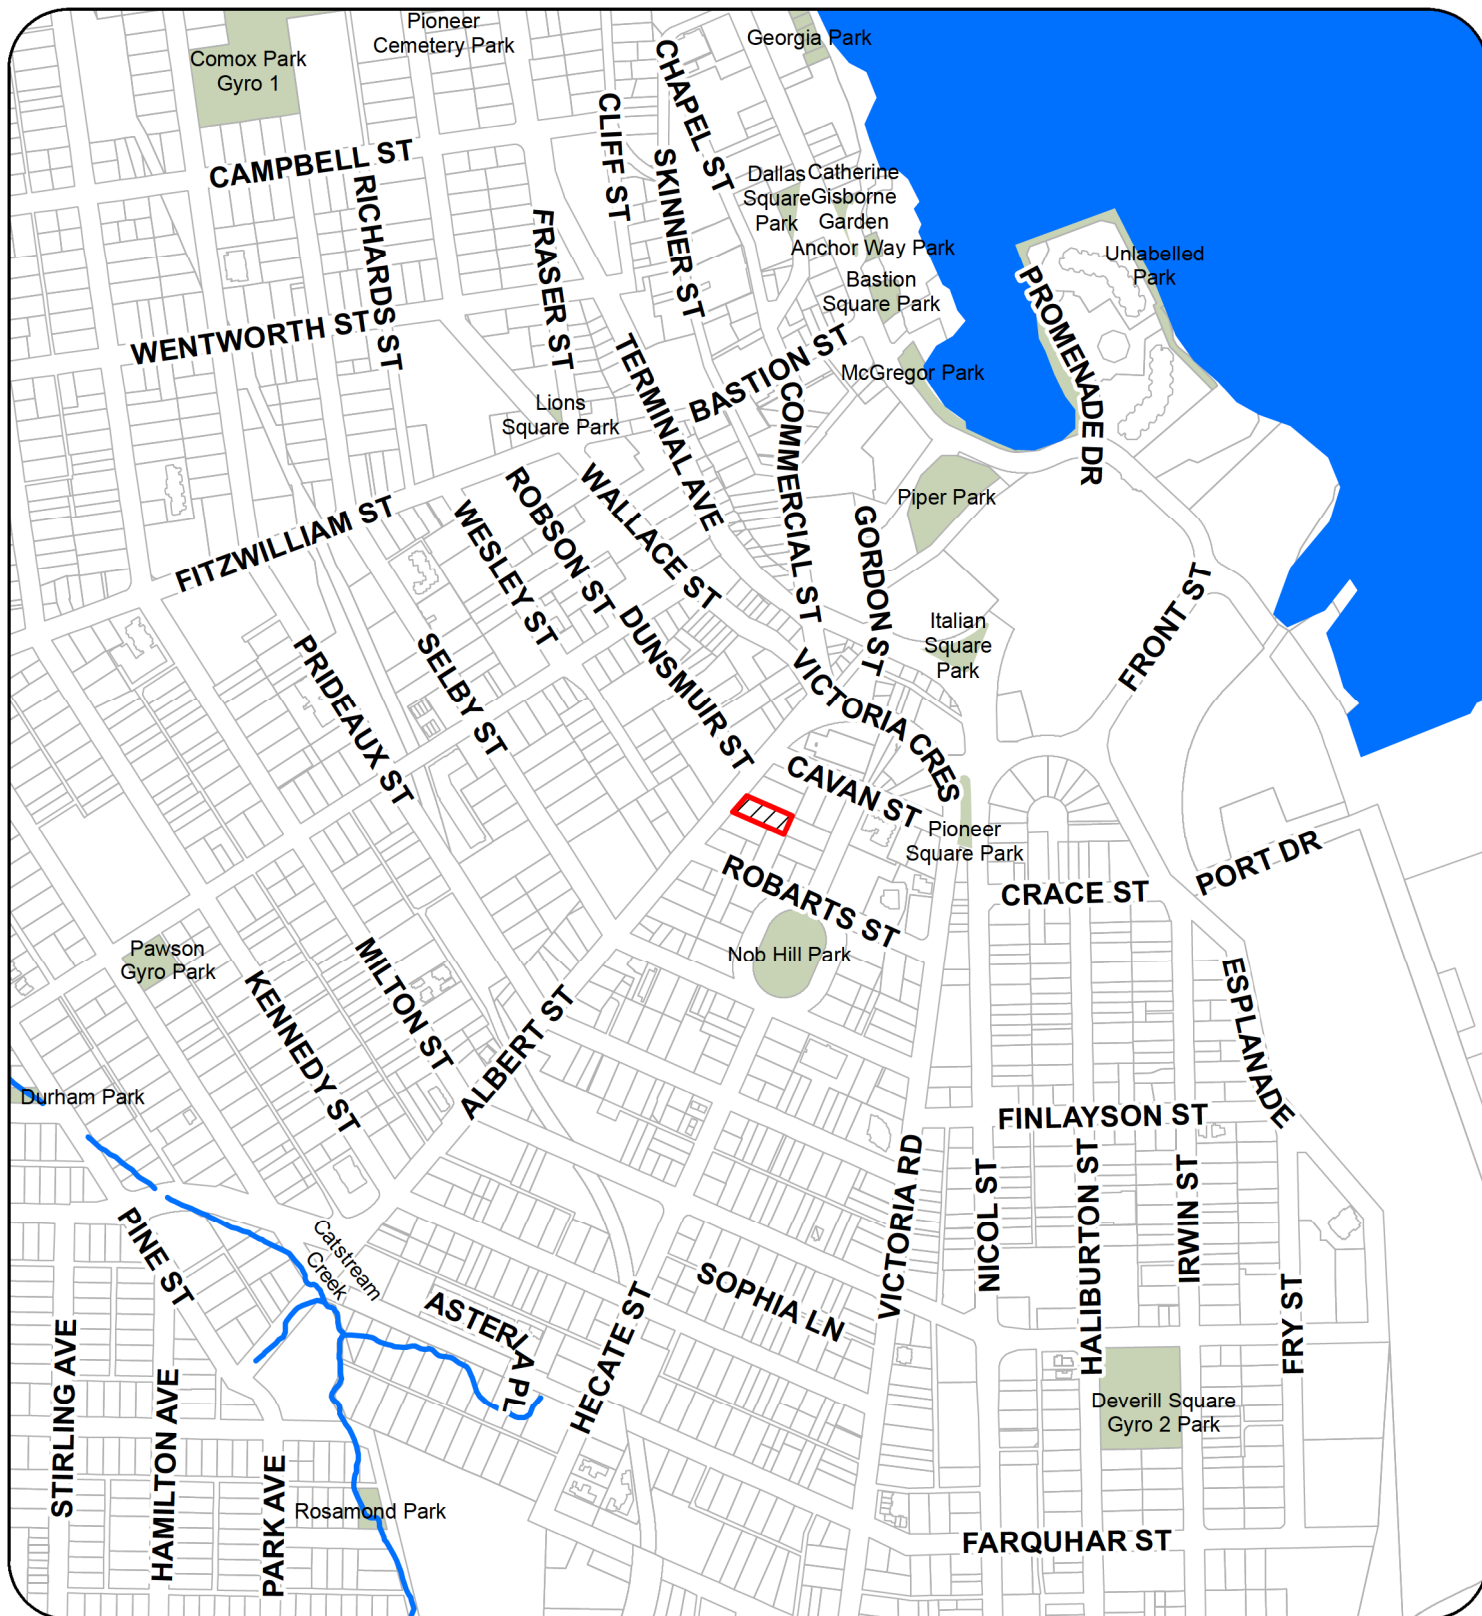 Pioneer
Cemetery Park
Georgia Park
Comox Park
Gyro 1
CHAPEL ST
CLIFF ST
CAMPBELL ST
SKINNER ST
RICHARDS ST
Dallas
Square
Park
Catherine
Gisborne
Garden
FRASER ST
Anchor Way Park
Unlabelled
Park
Bastion
Square Park
PROMENADE DR
WENTWORTH ST
TERMINAL AVE
BASTION ST
McGregor Park
COMMERCIAL ST
Lions
Square Park
ROBSON ST
WALLACE ST
Piper Park
FITZWILLIAM ST
WESLEY ST
GORDON ST
FRONT ST
DUNSMUIR ST
Italian
Square
Park
PRIDEAUX ST
SELBY ST
VICTORIA CRES
CAVAN ST
Pioneer
Square Park
PORT DR
ROBARTS ST
CRACE ST
Nob Hill Park
Pawson
Gyro Park
MILTON ST
KENNEDY ST
ESPLANADE
ALBERT ST
Durham Park
FINLAYSON ST
VICTORIA RD
NICOL ST
HALIBURTON ST
IRWIN ST
PINE ST
Catstream
Creek
SOPHIA LN
ASTERIA PL
HECATE ST
FRY ST
STIRLING AVE
HAMILTON AVE
Deverill Square
Gyro 2 Park
PARK AVE
Rosamond Park
FARQUHAR ST